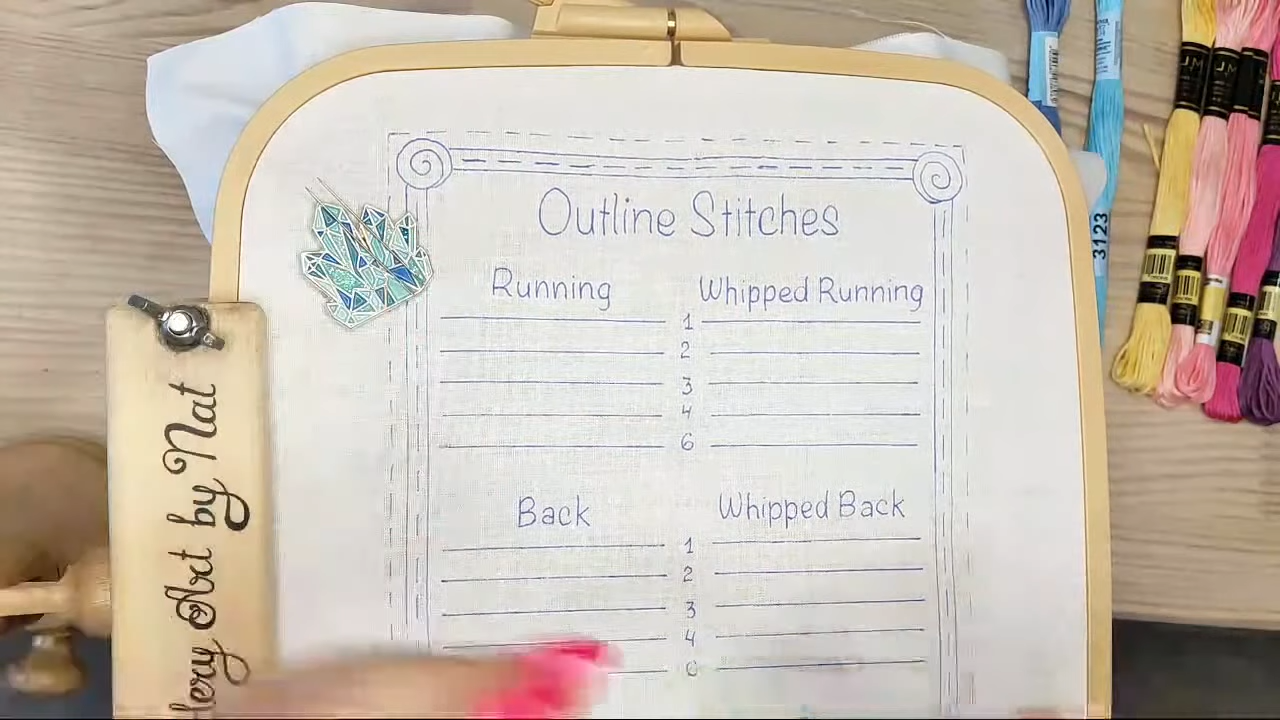 Outline Stitches
Running Whipped Running
1
2
3
4
6
Back Whipped Back
1
2
3
4
6
Art by Nat
3123